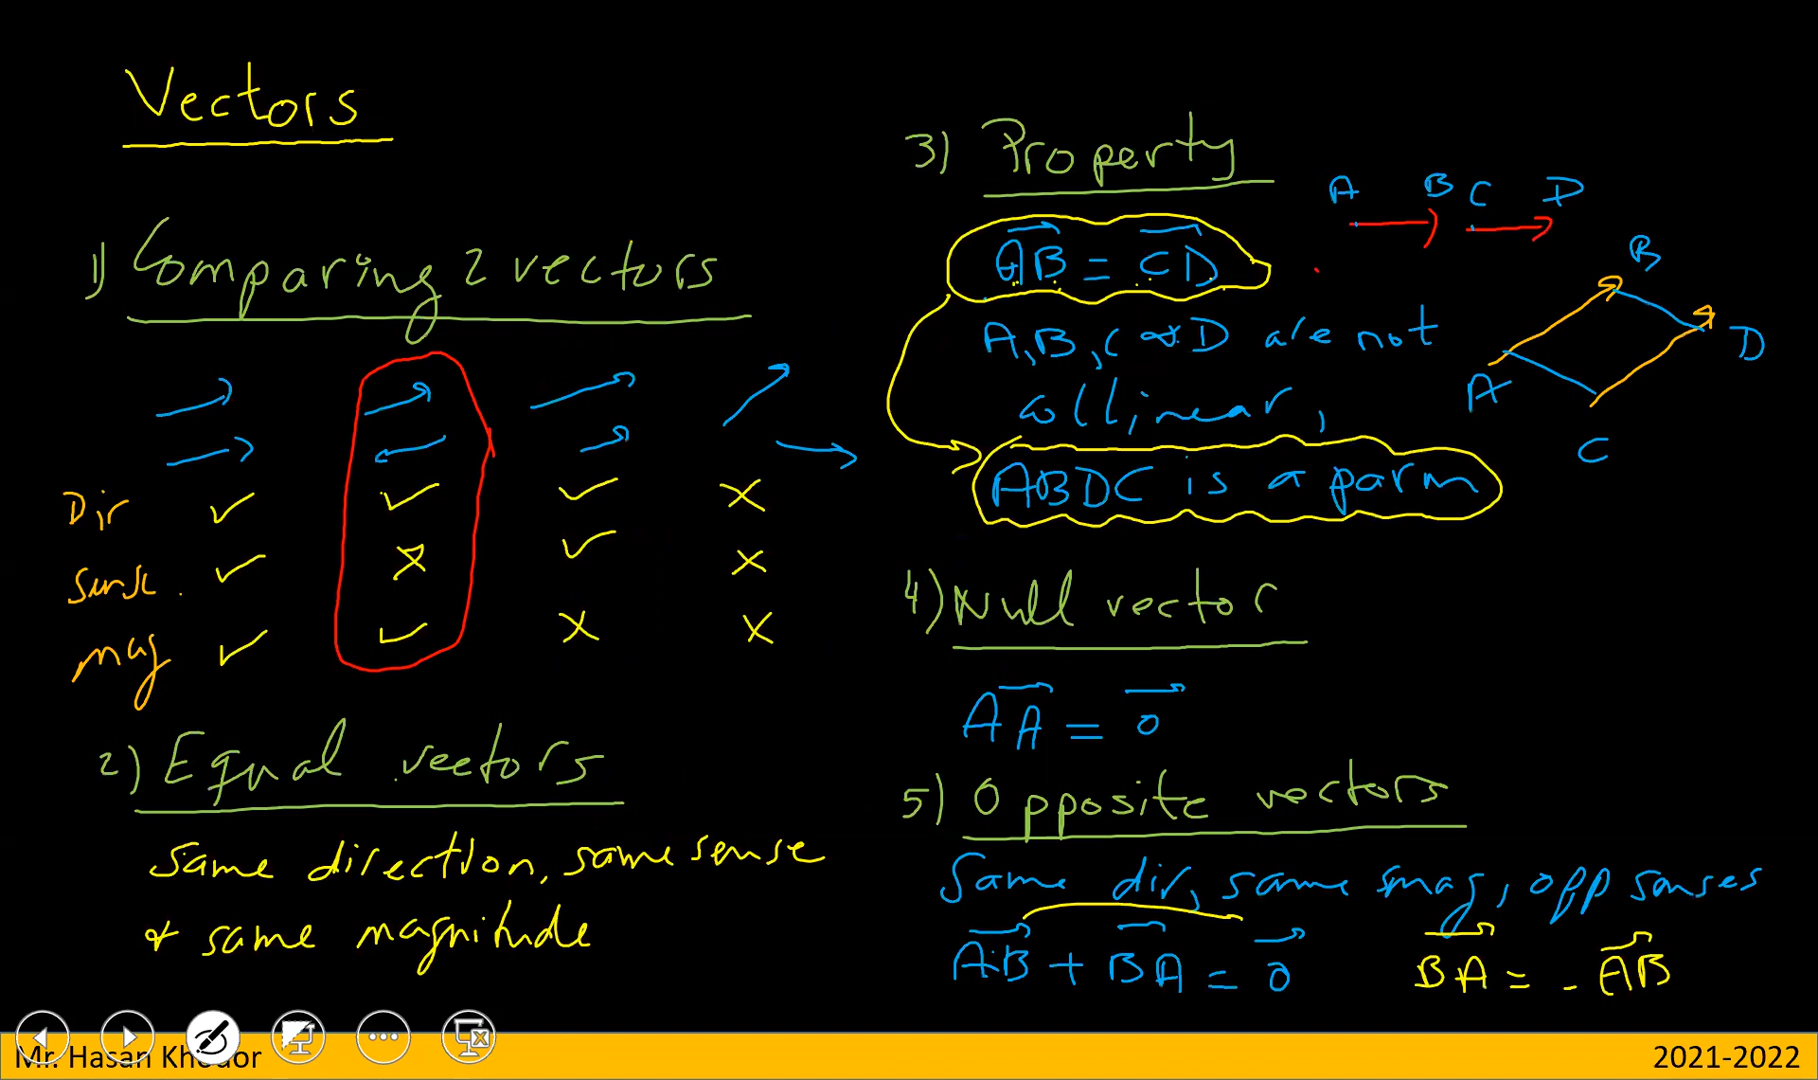 Vectors
1) Comparing 2 vectors
Dir
Sense
mag
2) Equal vectors
Same direction, same sense
& same magnitude
3) Property
A B C D
AB = CD
A, B, C & D are not
collinear,
ABDC is a parm
B
D
A
C
4) Null vector
AA = 0
5) Opposite vectors
Same dir, same mag, opp senses
AB + BA = 0
BA = - AB
Mr. Hasan Khodor
2021-2022